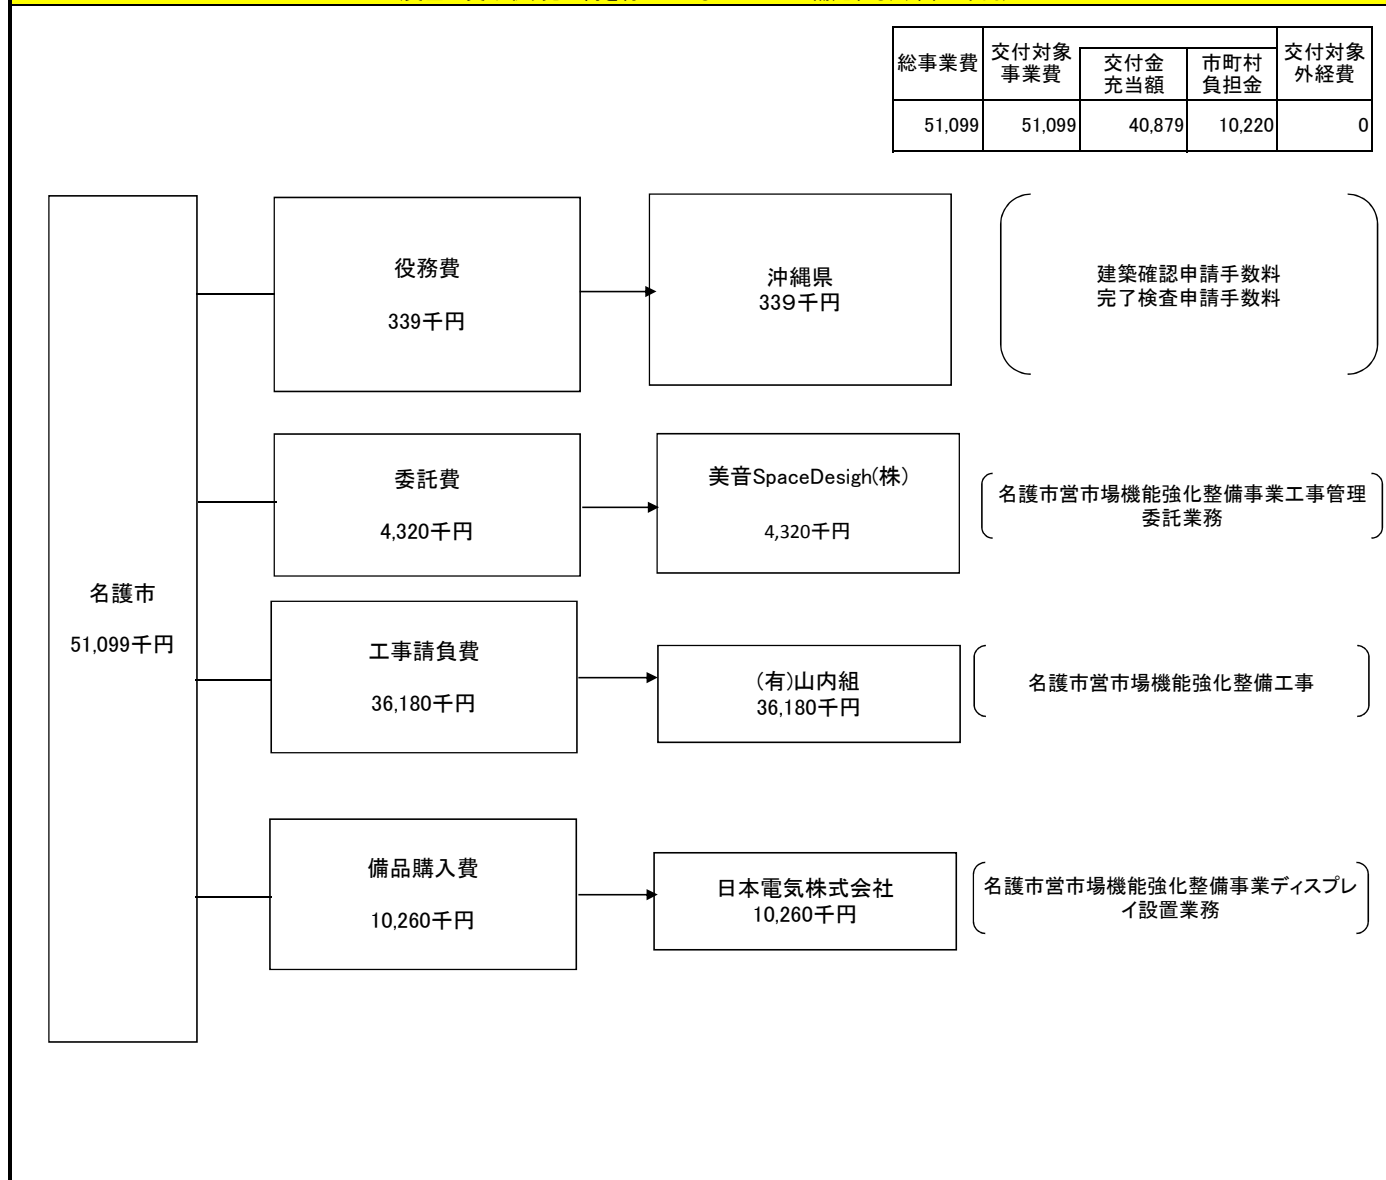 総事業費
交付対象
事業費
交付金
充当額
市町村
負担金
交付対象
外経費
51,099
51,099
40,879
10,220
0
名護市
51,099千円
役務費
339千円
沖縄県
339千円
建築確認申請手数料
完了検査申請手数料
委託費
4,320千円
美音SpaceDesigh(株)
4,320千円
名護市営市場機能強化整備事業工事管理
委託業務
工事請負費
36,180千円
(有)山内組
36,180千円
名護市営市場機能強化整備工事
備品購入費
10,260千円
日本電気株式会社
10,260千円
名護市営市場機能強化整備事業ディスプレ
イ設置業務